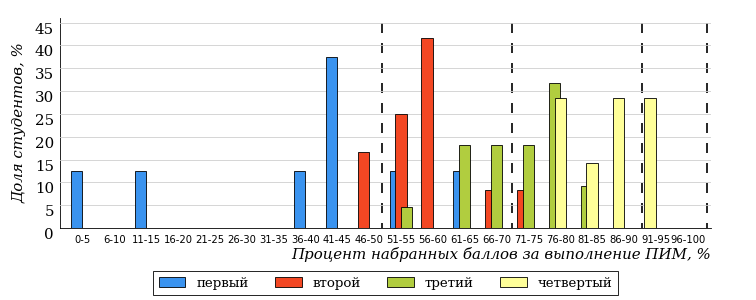 Доля студентов, %
45
40
35
30
25
20
15
10
5
0
0-5 6-10 11-15 16-20 21-25 26-30 31-35 36-40 41-45 46-50 51-55 56-60 61-65 66-70 71-75 76-80 81-85 86-90 91-95 96-100
Процент набранных баллов за выполнение ПИМ, %
первый второй третий четвертый